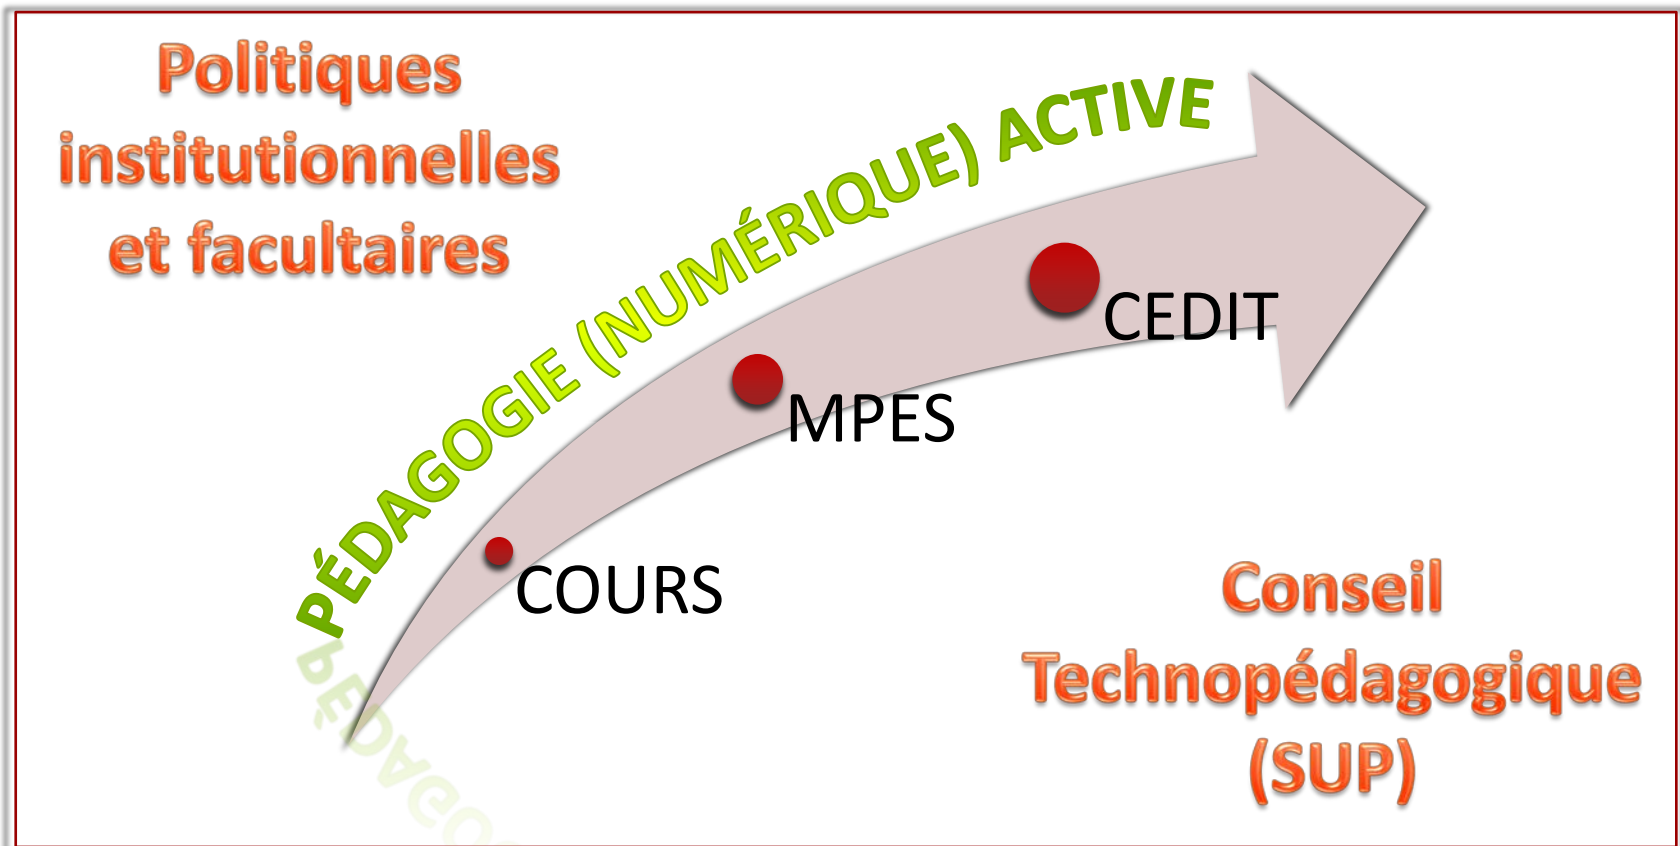 Politiques
institutionnelles
et facultaires
PÉDAGOGIE (NUMÉRIQUE) ACTIVE
CEDIT
MPES
COURS
Conseil
Technopédagogique
(SUP)